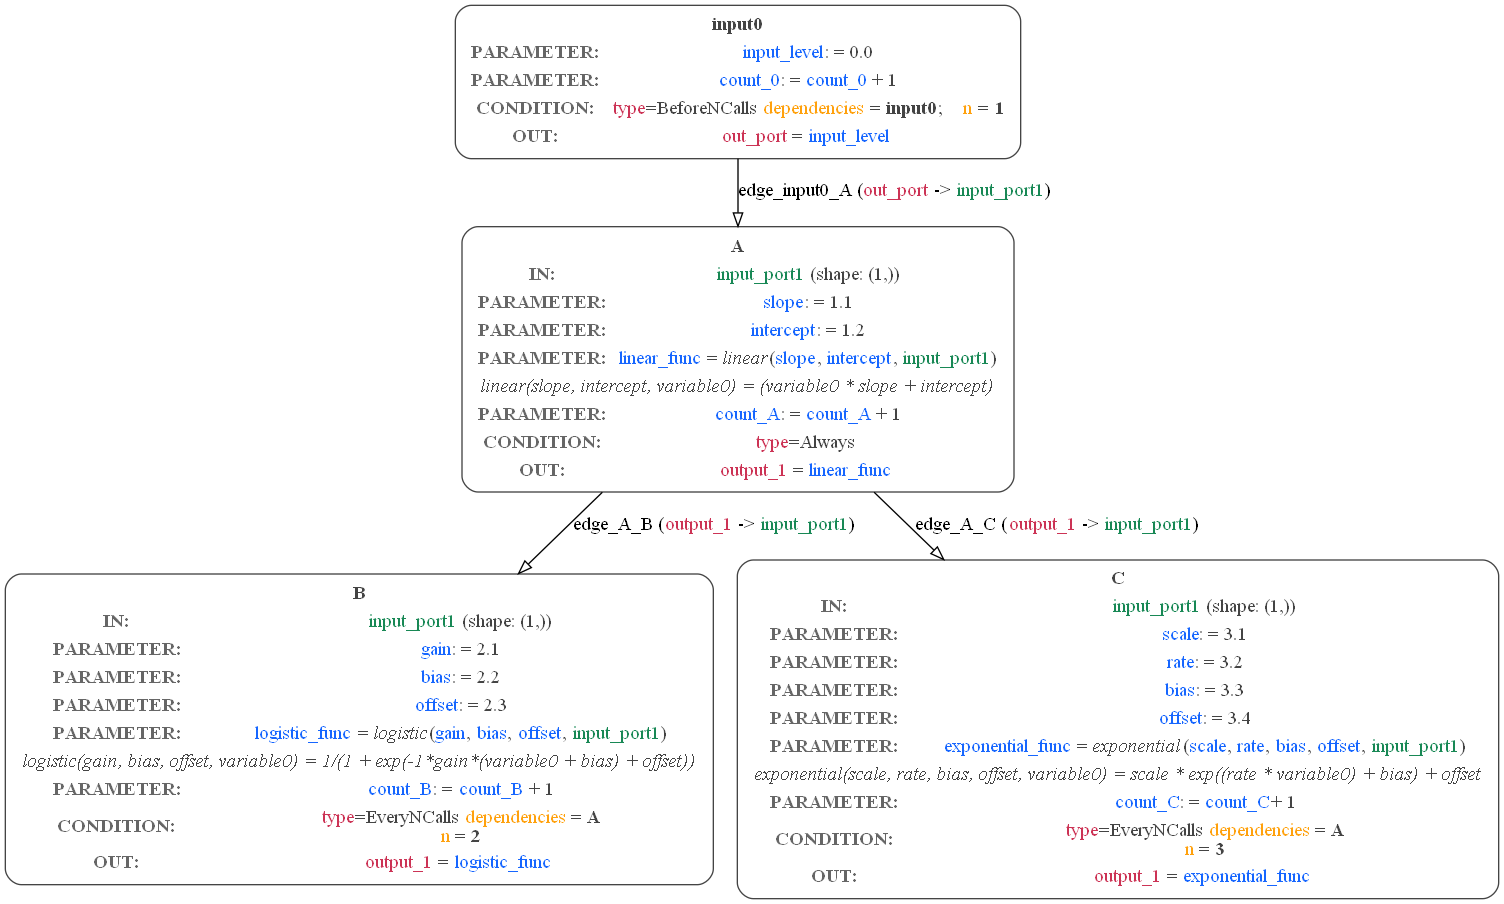 input0
PARAMETER: input_level: = 0.0
PARAMETER: count_0: = count_0 + 1
CONDITION: type=BeforeNCalls dependencies = input0; n = 1
OUT: out_port = input_level
edge_input0_A (out_port -> input_port1)
A
IN: input_port1 (shape: (1,))
PARAMETER: slope: = 1.1
PARAMETER: intercept: = 1.2
PARAMETER: linear_func = linear(slope, intercept, input_port1)
linear(slope, intercept, variable0) = (variable0 * slope + intercept)
PARAMETER: count_A: = count_A + 1
CONDITION: type=Always
OUT: output_1 = linear_func
edge_A_B (output_1 -> input_port1)
edge_A_C (output_1 -> input_port1)
B
IN: input_port1 (shape: (1,))
PARAMETER: gain: = 2.1
PARAMETER: bias: = 2.2
PARAMETER: offset: = 2.3
PARAMETER: logistic_func = logistic(gain, bias, offset, input_port1)
logistic(gain, bias, offset, variable0) = 1/(1 + exp(-1*gain*(variable0 + bias) + offset))
PARAMETER: count_B: = count_B + 1
CONDITION: type=EveryNCalls dependencies = A
n = 2
OUT: output_1 = logistic_func
C
IN: input_port1 (shape: (1,))
PARAMETER: scale: = 3.1
PARAMETER: rate: = 3.2
PARAMETER: bias: = 3.3
PARAMETER: offset: = 3.4
PARAMETER: exponential_func = exponential(scale, rate, bias, offset, input_port1)
exponential(scale, rate, bias, offset, variable0) = scale * exp((rate * variable0) + bias) + offset
PARAMETER: count_C: = count_C+ 1
CONDITION: type=EveryNCalls dependencies = A
n = 3
OUT: output_1 = exponential_func